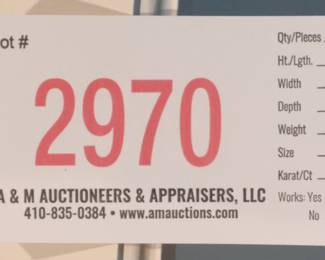 ot #
2970
A & M AUCTIONEERS & APPRAISERS, LLC
410-835-0384 • www.amauctions.com
Qty/Pieces
Ht./Lgth.
Width
Depth
Weight
Size
Karat/Ct
Works: Yes
No